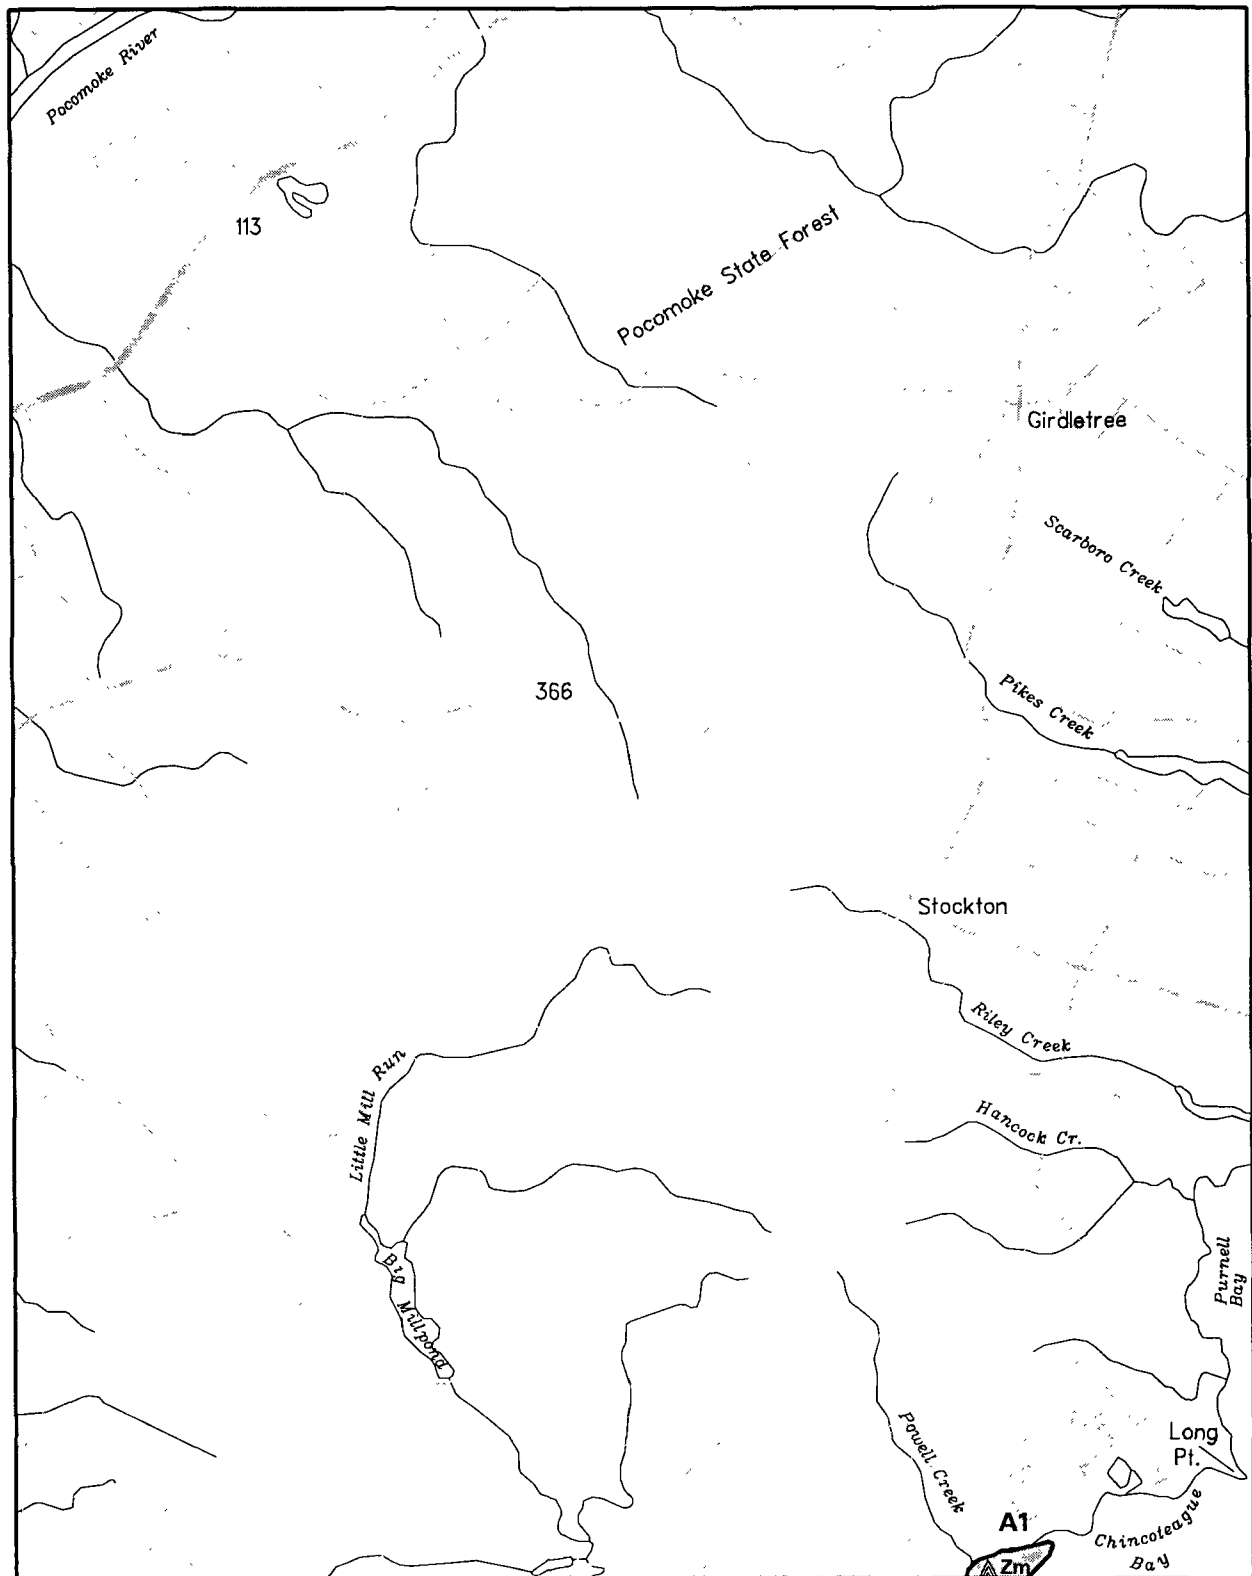 Pocomoke River
113
Pocomoke State Forest
Girdletree
Scarboro Creek
366
Pikes Creek
Stockton
Riley Creek
Little Mill Run
Hancock Cr.
Purnell
Bay
Big Millpond
Powell Creek
Long
Pt.
A1
Chincoteague
Bay
Zm